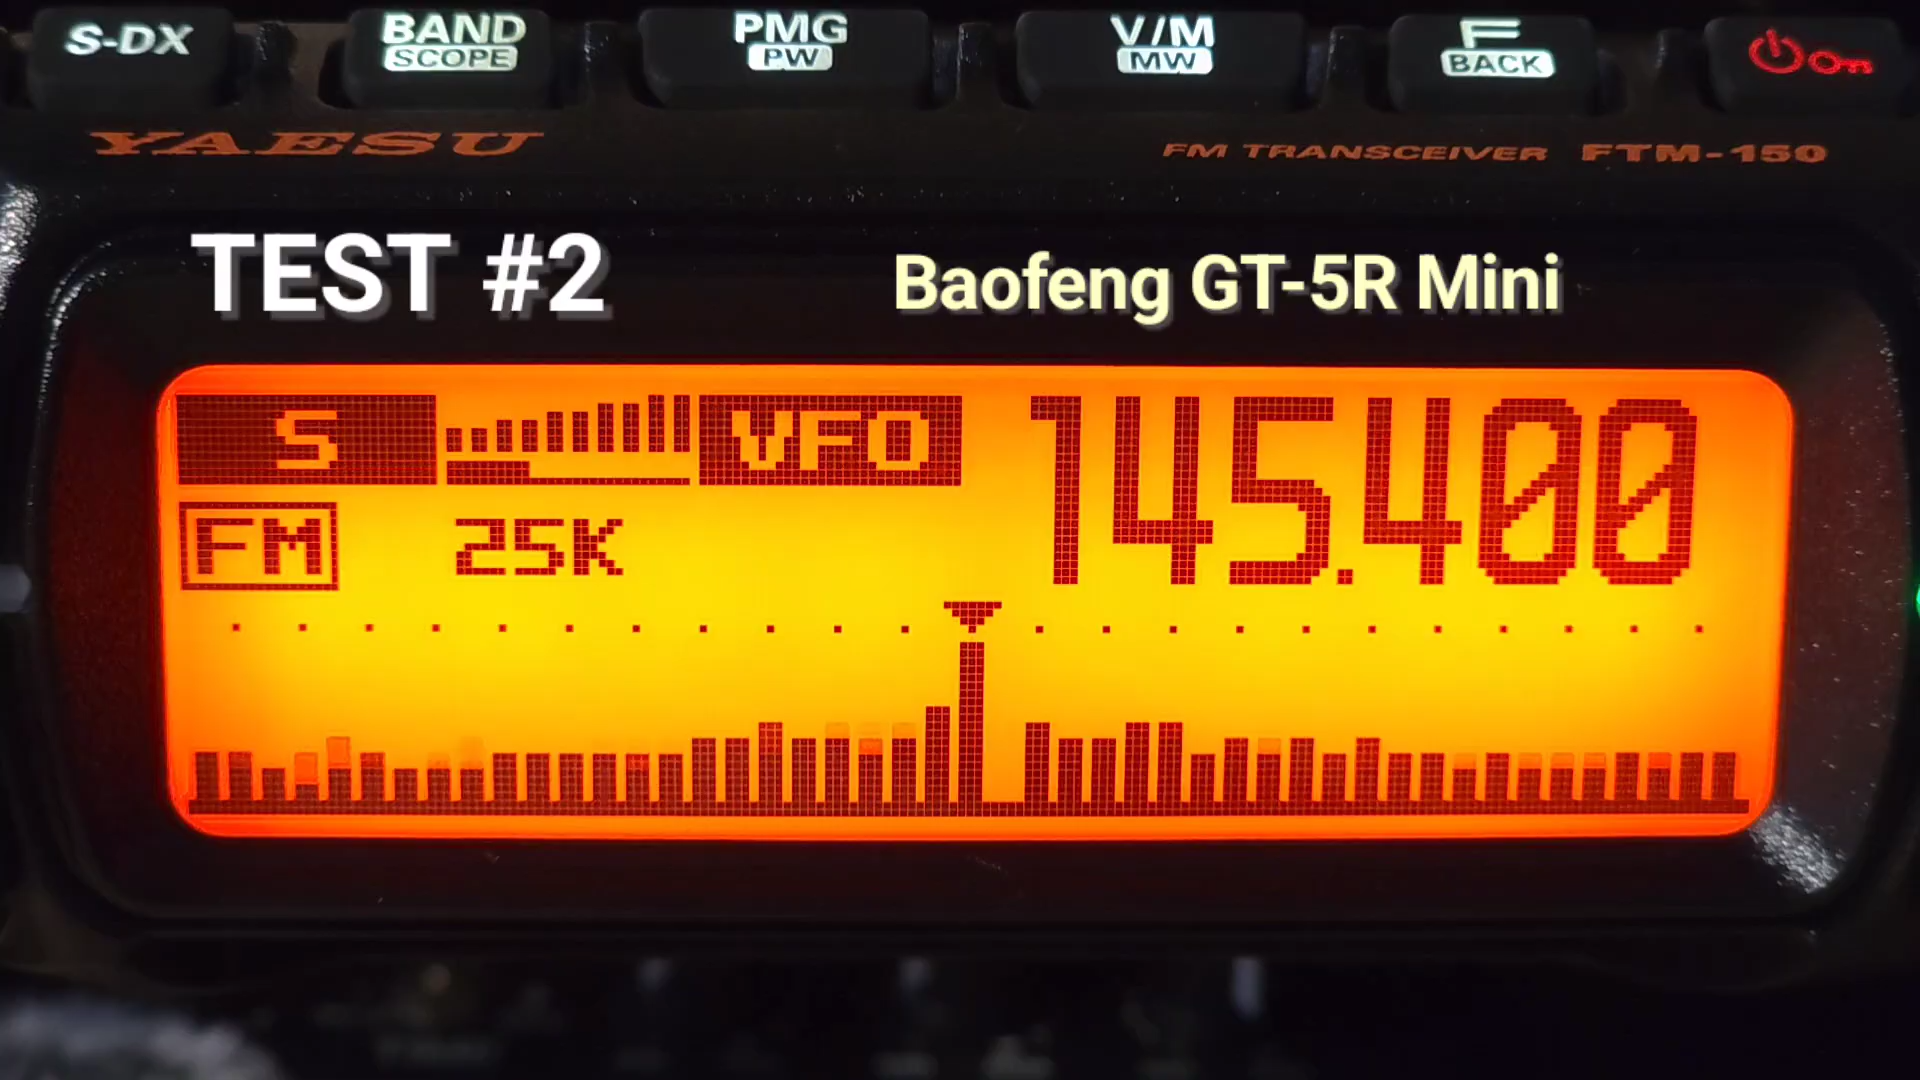 S-DX
BAND
SCOPE
PMG
PW
V/M
MW
F
BACK
YAESU
FM TRANSCEIVER FTM-150
TEST #2
Baofeng GT-5R Mini
S
VFO
145.400
FM
25K